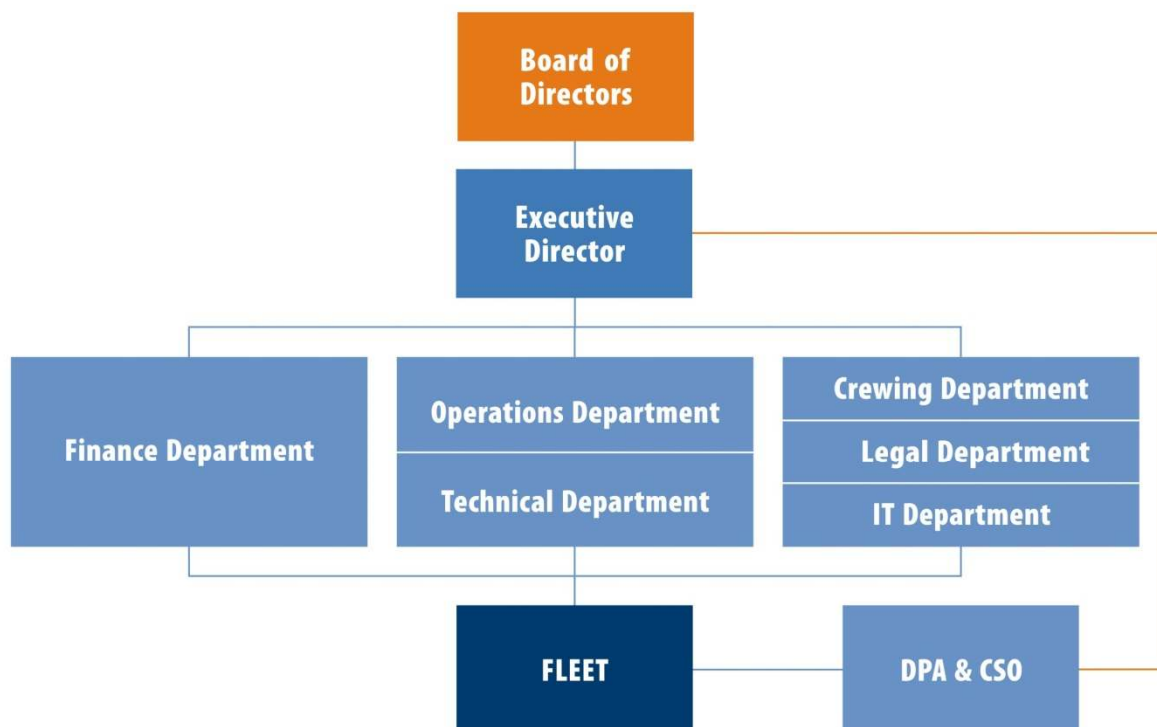 Board of
Directors
Executive
Director
Finance Department
Operations Department
Technical Department
Crewing Department
Legal Department
IT Department
FLEET
DPA & CSO